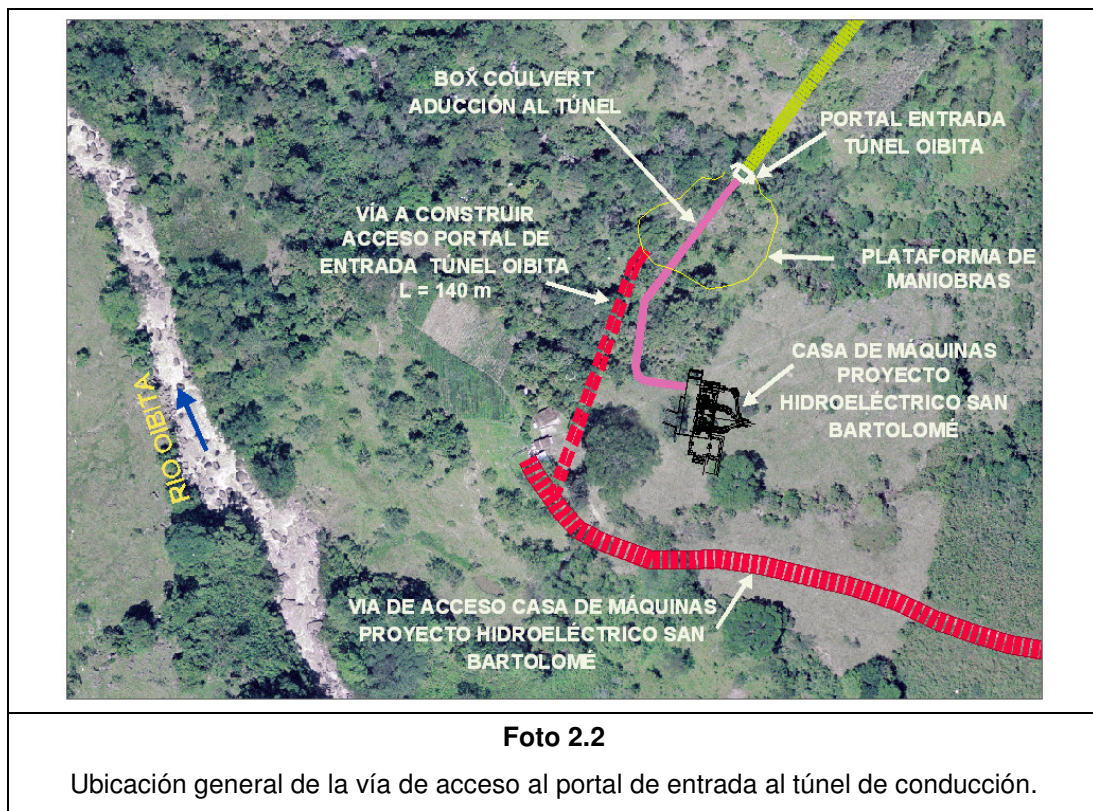 BOX COULVERT
ADUCCIÓN AL TÚNEL
PORTAL ENTRADA
TÚNEL OIBITA
VÍA A CONSTRUIR
ACCESO PORTAL DE
ENTRADA TÚNEL OIBITA
L = 140 m
PLATAFORMA DE
MANIOBRAS
CASA DE MÁQUINAS
PROYECTO
HIDROELÉCTRICO SAN
BARTOLOMÉ
RIO OIBITA
VIA DE ACCESO CASA DE MÁQUINAS
PROYECTO HIDROELÉCTRICO SAN
BARTOLOMÉ
Foto 2.2
Ubicación general de la vía de acceso al portal de entrada al túnel de conducción.